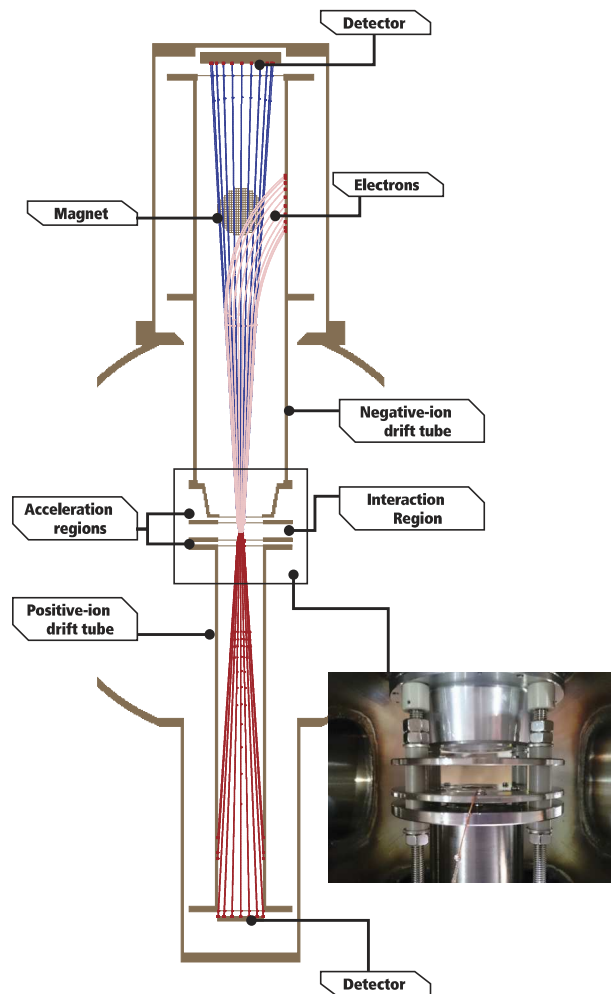 Detector
Electrons
Magnet
Negative-ion
drift tube
Acceleration
regions
Interaction
Region
Positive-ion
drift tube
Detector